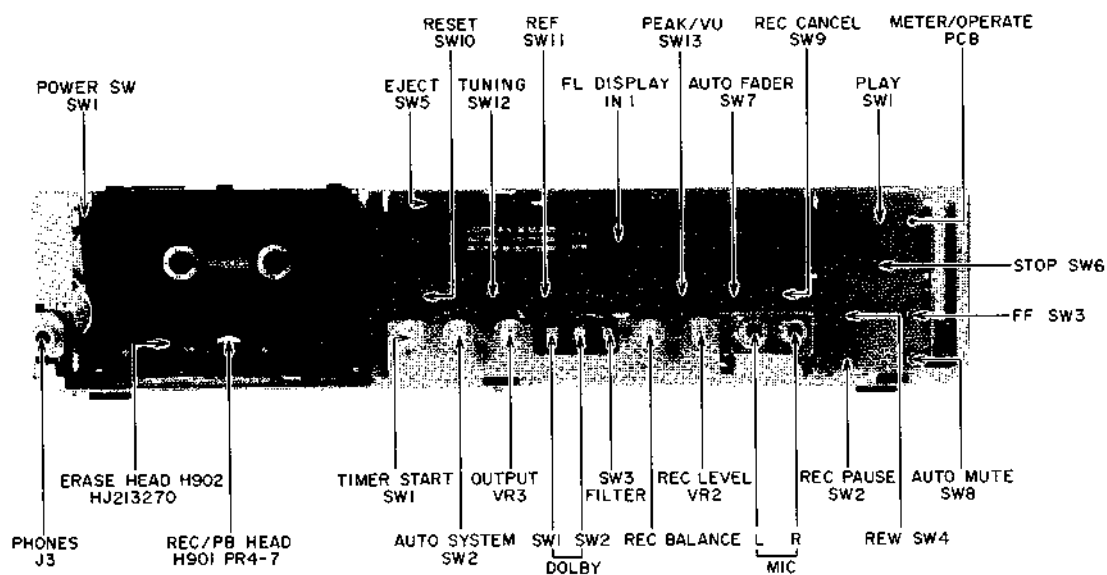 RESET
SW10
REF
SW11
PEAK/VU
SW13
REC CANCEL
SW9
METER/OPERATE
PCB
POWER SW
SW1
EJECT
SW5
TUNING
SW12
FL DISPLAY
IN 1
AUTO FADER
SW7
PLAY
SW1
STOP SW6
FF SW3
ERASE HEAD H902
HJ213270
TIMER START
SW1
OUTPUT
VR3
SW3
FILTER
REC LEVEL
VR2
REC PAUSE
SW2
AUTO MUTE
SW8
PHONES
J3
REC/PB HEAD
H901 PR4-7
AUTO SYSTEM
SW2
SW1 SW2
DOLBY
REC BALANCE
L R
MIC
REW SW4